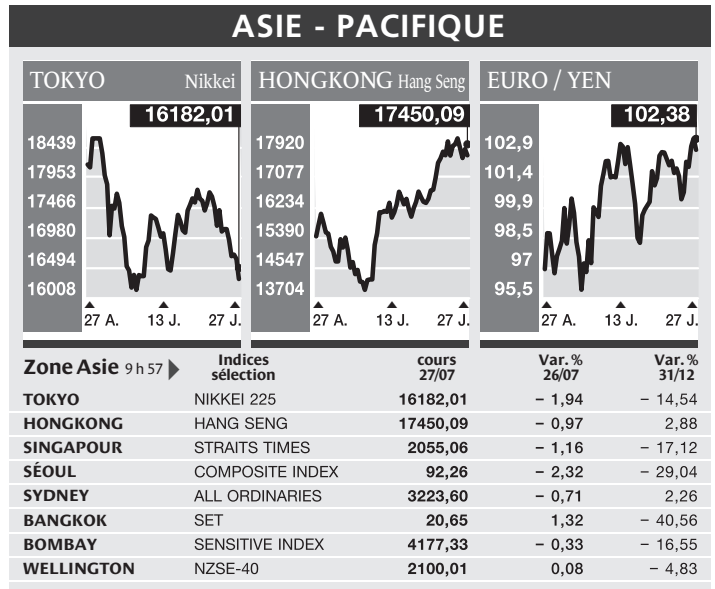 ASIE - PACIFIQUE
TOKYO Nikkei
16182,01
18439
17953
17466
16980
16494
16008
27 A. 13 J. 27 J.
HONGKONG Hang Seng
17450,09
17920
17077
16234
15390
14547
13704
27 A. 13 J. 27 J.
EURO / YEN
102,38
102,9
101,4
99,9
98,5
97
95,5
27 A. 13 J. 27 J.
Zone Asie 9 h 57 Indices sélection cours 27/07 Var. % 26/07 Var. % 31/12
TOKYO NIKKEI 225 16182,01 – 1,94 – 14,54
HONGKONG HANG SENG 17450,09 – 0,97 2,88
SINGAPOUR STRAITS TIMES 2055,06 – 1,16 – 17,12
SÉOUL COMPOSITE INDEX 92,26 – 2,32 – 29,04
SYDNEY ALL ORDINARIES 3223,60 – 0,71 2,26
BANGKOK SET 20,65 1,32 – 40,56
BOMBAY SENSITIVE INDEX 4177,33 – 0,33 – 16,55
WELLINGTON NZSE-40 2100,01 0,08 – 4,83